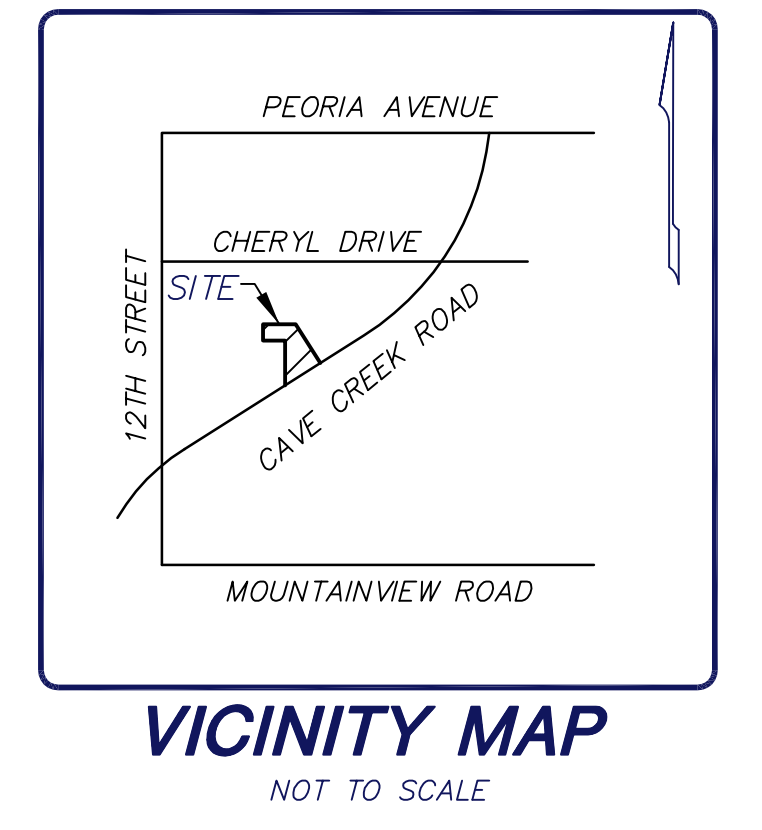 PEORIA AVENUE
CHERYL DRIVE
SITE
12TH STREET
CAVE CREEK ROAD
MOUNTAINVIEW ROAD
VICINITY MAP
NOT TO SCALE